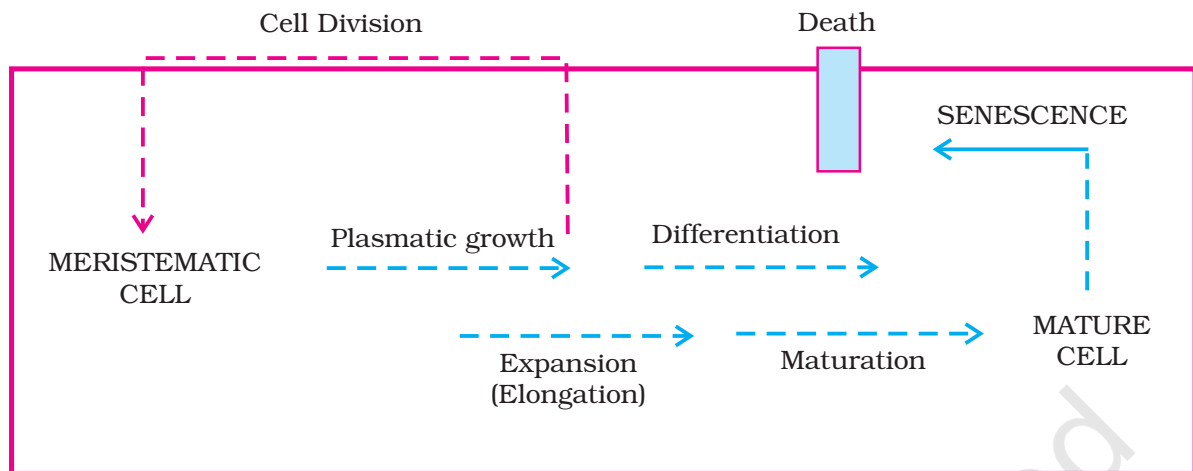 Cell Division
Death
SENESCENCE
Plasmatic growth
Differentiation
MERISTEMATIC
CELL
MATURE
CELL
Expansion
(Elongation)
Maturation